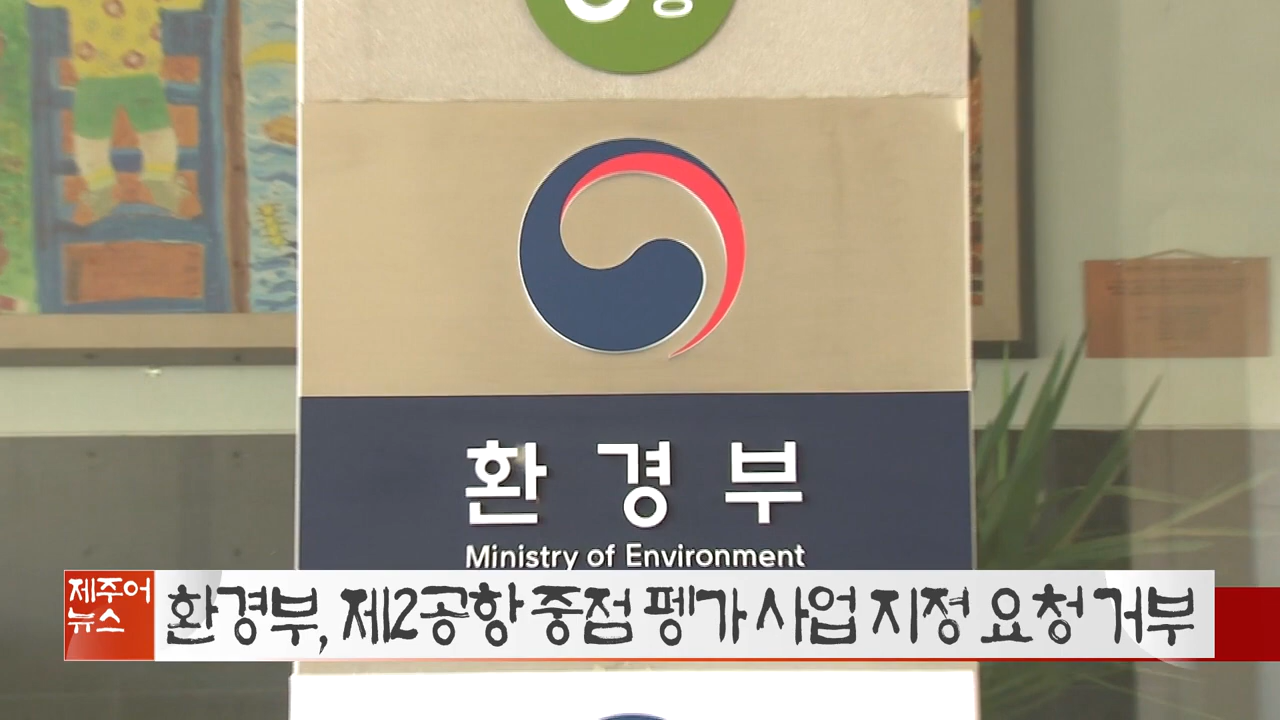 환경부
Ministry of Environment
제주어
뉴스
환경부, 제2공항 중점 펭가 사업 지정 요청 거부